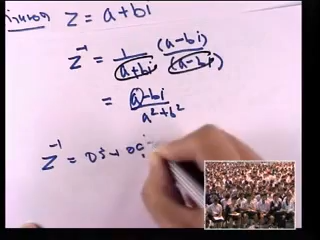 z = a+bi
z⁻¹ = 1/(a+bi) (a-bi)/(a-bi)
= (a-bi)/(a²+b²)
z⁻¹ =